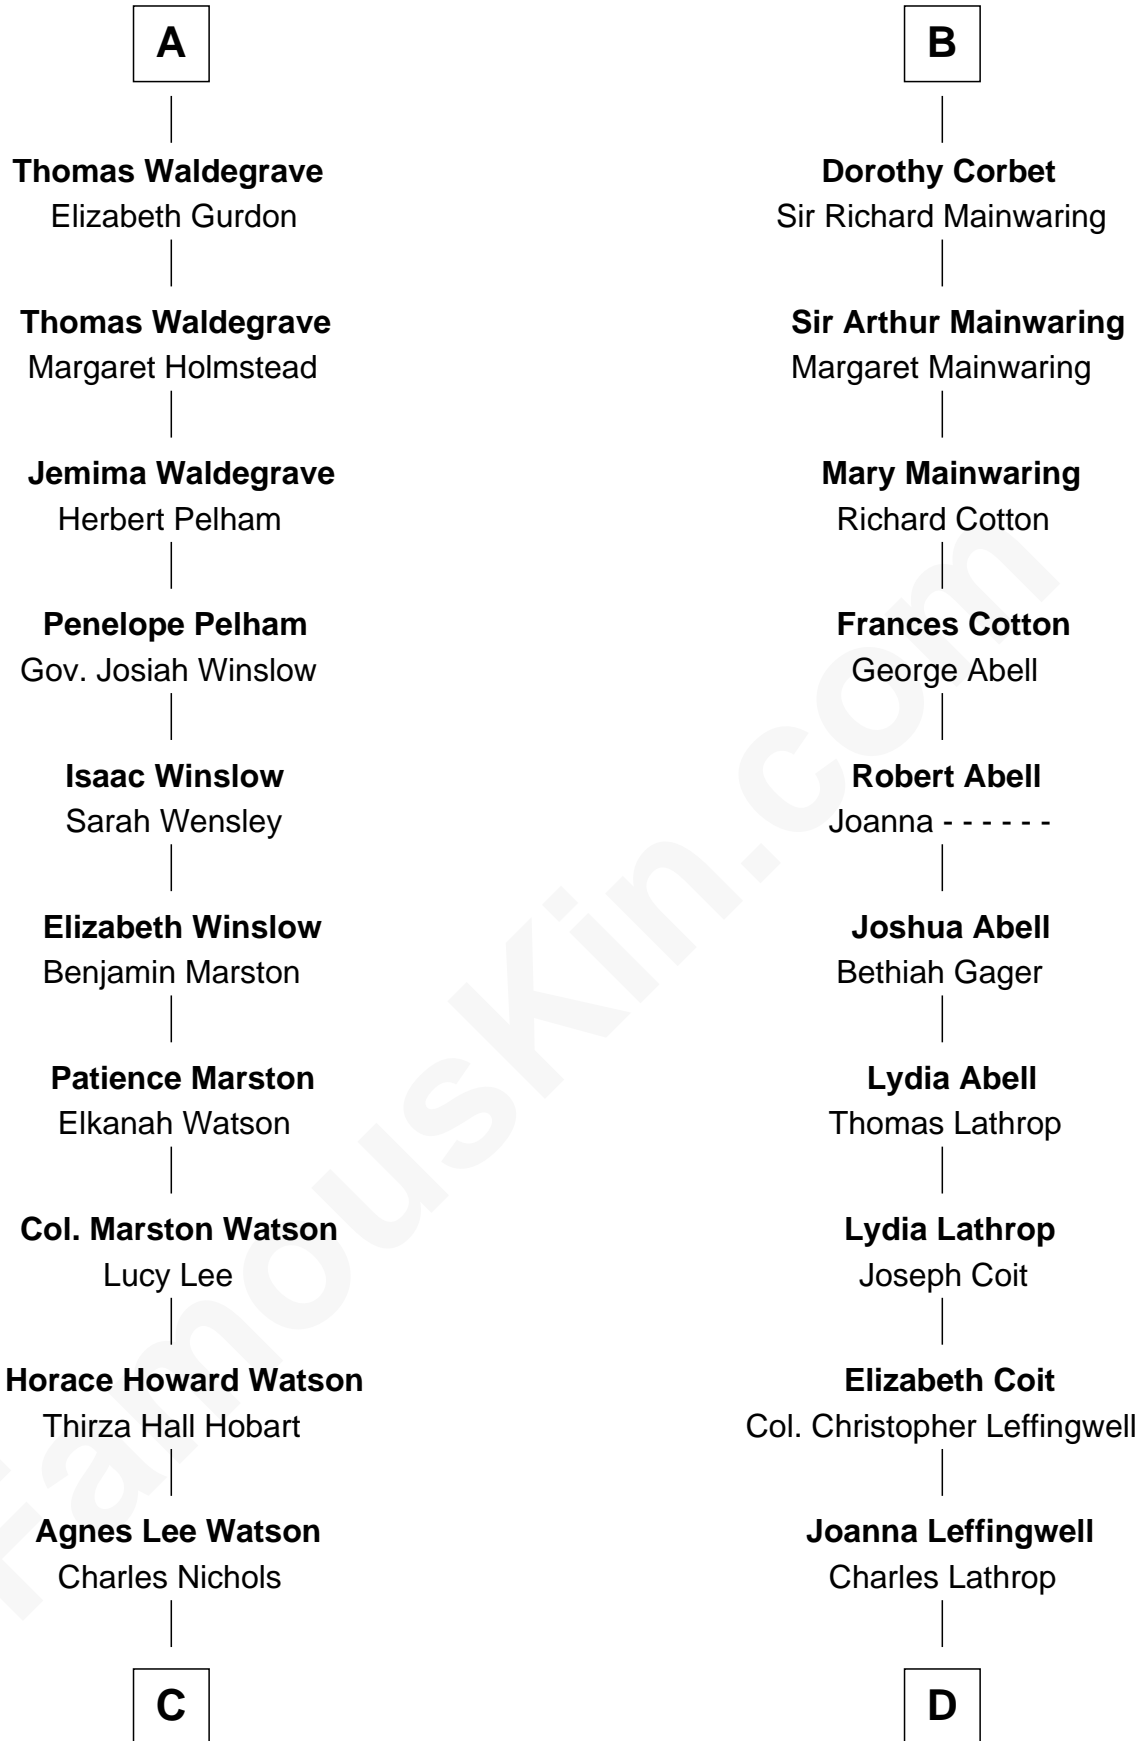 A
Thomas Waldegrave
Elizabeth Gurdon
Thomas Waldegrave
Margaret Holmstead
Jemima Waldegrave
Herbert Pelham
Penelope Pelham
Gov. Josiah Winslow
Isaac Winslow
Sarah Wensley
Elizabeth Winslow
Benjamin Marston
Patience Marston
Elkanah Watson
Col. Marston Watson
Lucy Lee
Horace Howard Watson
Thirza Hall Hobart
Agnes Lee Watson
Charles Nichols
C
B
Dorothy Corbet
Sir Richard Mainwaring
Sir Arthur Mainwaring
Margaret Mainwaring
Mary Mainwaring
Richard Cotton
Frances Cotton
George Abell
Robert Abell
Joanna - - - - - -
Joshua Abell
Bethiah Gager
Lydia Abell
Thomas Lathrop
Lydia Lathrop
Joseph Coit
Elizabeth Coit
Col. Christopher Leffingwell
Joanna Leffingwell
Charles Lathrop
D
FamousKin.com